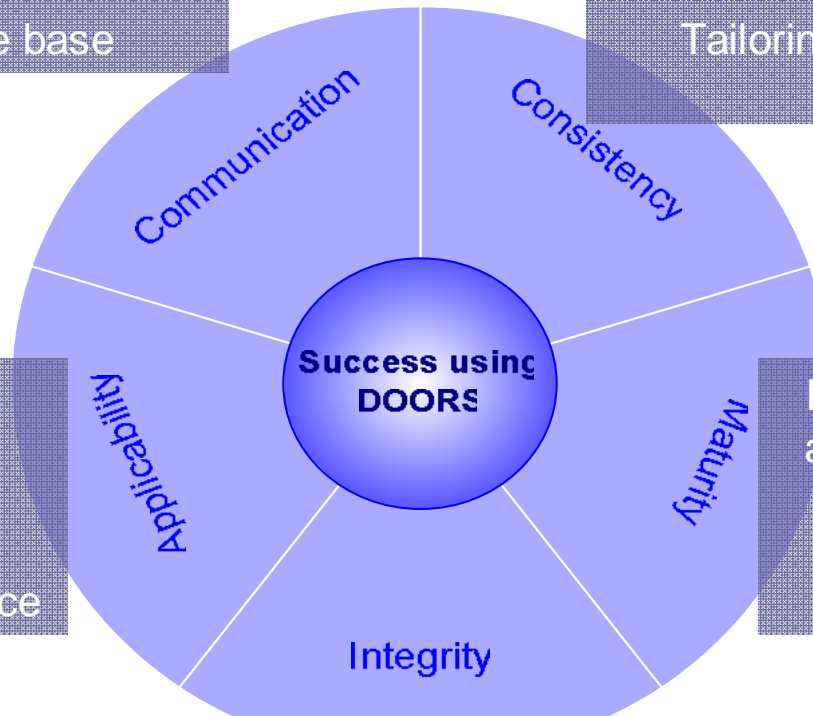 e base
Tailorin
Communication
Consistency
Success using
DOORS
Applicability
Maturity
ce
Integrity